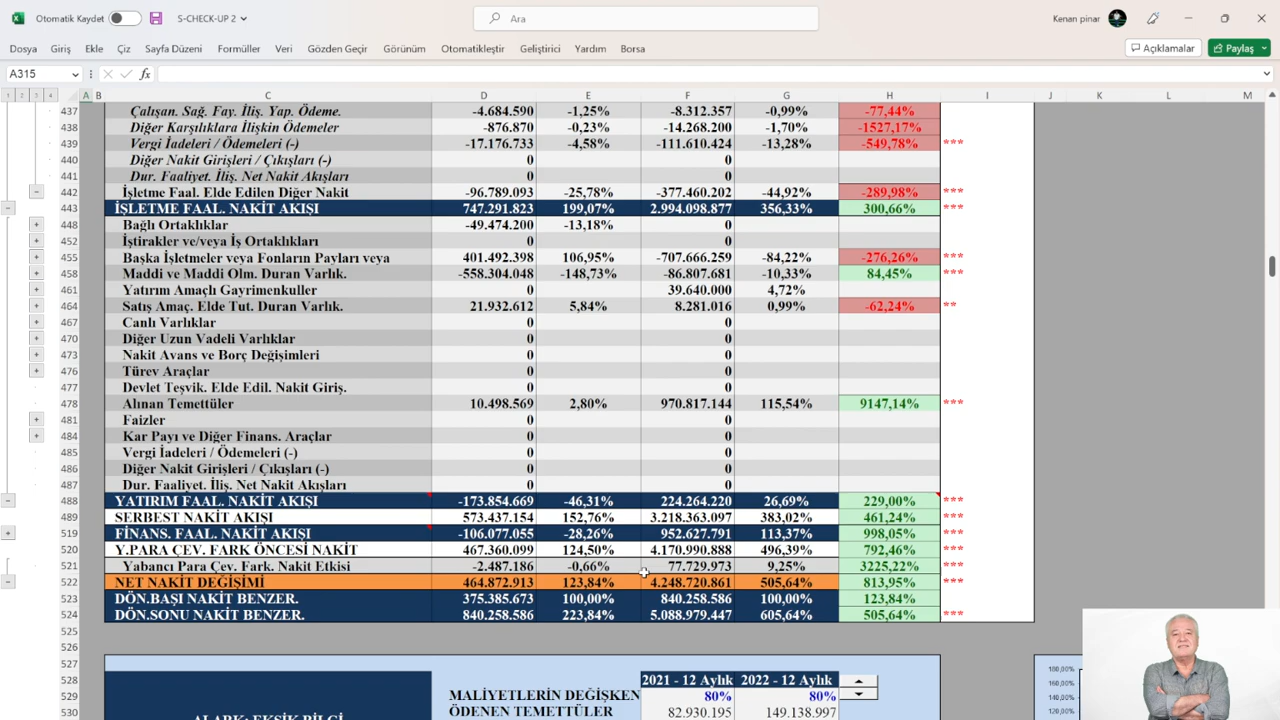 Otomatik Kaydet S-CHECK-UP 2 Ara Kenan pinar
Dosya Giriş Ekle Çiz Sayfa Düzeni Formüller Veri Gözden Geçir Görünüm Otomatikleştir Geliştirici Yardım Borsa Açıklamalar Paylaş
A315 fx
1 2 3 4 A B C D E F G H I J K L M
437 Çalışan. Sağ. Fay. İliş. Yap. Ödeme. -4.684.590 -1,25% -8.312.357 -0,99% -77,44%
438 Diğer Karşılıklara İlişkin Ödemeler -876.870 -0,23% -14.268.200 -1,70% -1527,17%
439 Vergi İadeleri / Ödemeleri (-) -17.176.733 -4,58% -111.610.424 -13,28% -549,78% ***
440 Diğer Nakit Girişleri / Çıkışları (-) 0 0
441 Dur. Faaliyet. İliş. Net Nakit Akışları 0 0
442 İşletme Faal. Elde Edilen Diğer Nakit -96.789.093 -25,78% -377.460.202 -44,92% -289,98% ***
443 İŞLETME FAAL. NAKİT AKIŞI 747.291.823 199,07% 2.994.098.877 356,33% 300,66% ***
448 Bağlı Ortaklıklar -49.474.200 -13,18% 0
452 İştirakler ve/veya İş Ortaklıkları 0 0
455 Başka İşletmeler veya Fonların Payları veya 401.492.398 106,95% -707.666.259 -84,22% -276,26% ***
458 Maddi ve Maddi Olm. Duran Varlık. -558.304.048 -148,73% -86.807.681 -10,33% 84,45% ***
461 Yatırım Amaçlı Gayrimenkuller 0 39.640.000 4,72%
464 Satış Amaç. Elde Tut. Duran Varlık. 21.932.612 5,84% 8.281.016 0,99% -62,24% **
467 Canlı Varlıklar 0 0
470 Diğer Uzun Vadeli Varlıklar 0 0
473 Nakit Avans ve Borç Değişimleri 0 0
476 Türev Araçlar 0 0
477 Devlet Teşvik. Elde Edil. Nakit Giriş. 0 0
478 Alınan Temettüler 10.498.569 2,80% 970.817.144 115,54% 9147,14% ***
481 Faizler 0 0
484 Kar Payı ve Diğer Finans. Araçlar 0 0
485 Vergi İadeleri / Ödemeleri (-) 0 0
486 Diğer Nakit Girişleri / Çıkışları (-) 0 0
487 Dur. Faaliyet. İliş. Net Nakit Akışları 0 0
488 YATIRIM FAAL. NAKİT AKIŞI -173.854.669 -46,31% 224.264.220 26,69% 229,00% ***
489 SERBEST NAKİT AKIŞI 573.437.154 152,76% 3.218.363.097 383,02% 461,24% ***
519 FİNANS. FAAL. NAKİT AKIŞI -106.077.055 -28,26% 952.627.791 113,37% 998,05% ***
520 Y.PARA ÇEV. FARK ÖNCESİ NAKİT 467.360.099 124,50% 4.170.990.888 496,39% 792,46% ***
521 Yabancı Para Çev. Fark. Nakit Etkisi -2.487.186 -0,66% 77.729.973 9,25% 3225,22% ***
522 NET NAKİT DEĞİŞİMİ 464.872.913 123,84% 4.248.720.861 505,64% 813,95% ***
523 DÖN.BAŞI NAKİT BENZER. 375.385.673 100,00% 840.258.586 100,00% 123,84%
524 DÖN.SONU NAKİT BENZER. 840.258.586 223,84% 5.088.979.447 605,64% 505,64% ***
525
526
527 180,00%
528 2021 - 12 Aylık 2022 - 12 Aylık 160,00%
529 MALİYETLERİN DEĞİŞKEN 80% 80% 140,00%
530 ALARK: EKSİK BİLGİ ÖDENEN TEMETTÜLER 82.930.195 149.138.997 120,00%